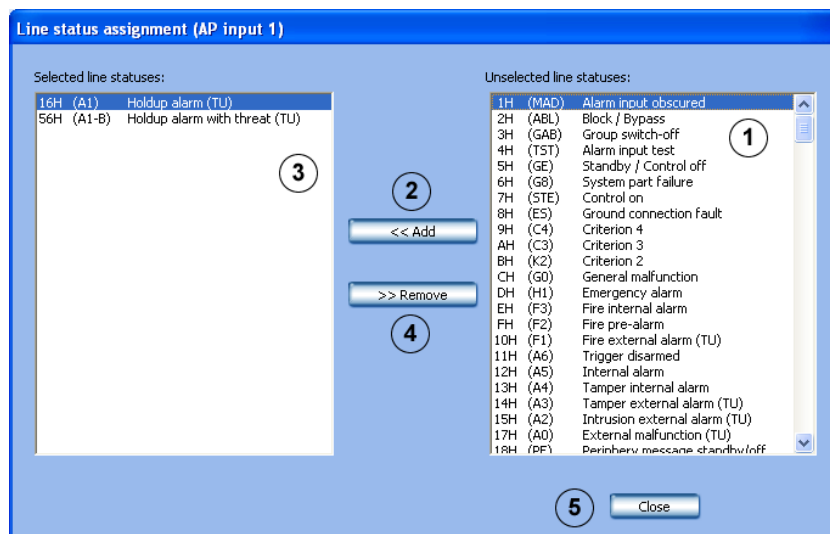 Line status assignment (AP input 1)
Selected line statuses:
16H (A1) Holdup alarm (TU)
56H (A1-B) Holdup alarm with threat (TU)
3
2
<< Add
>> Remove
4
Unselected line statuses:
1H (MAD) Alarm input obscured
2H (ABL) Block / Bypass
3H (GAB) Group switch-off
4H (TST) Alarm input test
5H (GE) Standby / Control off
6H (G8) System part failure
7H (STE) Control on
8H (ES) Ground connection fault
9H (C4) Criterion 4
AH (C3) Criterion 3
BH (K2) Criterion 2
CH (G0) General malfunction
DH (H1) Emergency alarm
EH (F3) Fire internal alarm
FH (F2) Fire pre-alarm
10H (F1) Fire external alarm (TU)
11H (A6) Trigger disarmed
12H (A5) Internal alarm
13H (A4) Tamper internal alarm
14H (A3) Tamper external alarm (TU)
15H (A2) Intrusion external alarm (TU)
17H (A0) External malfunction (TU)
18H (PE) Periphery message standby/off
1
5
Close